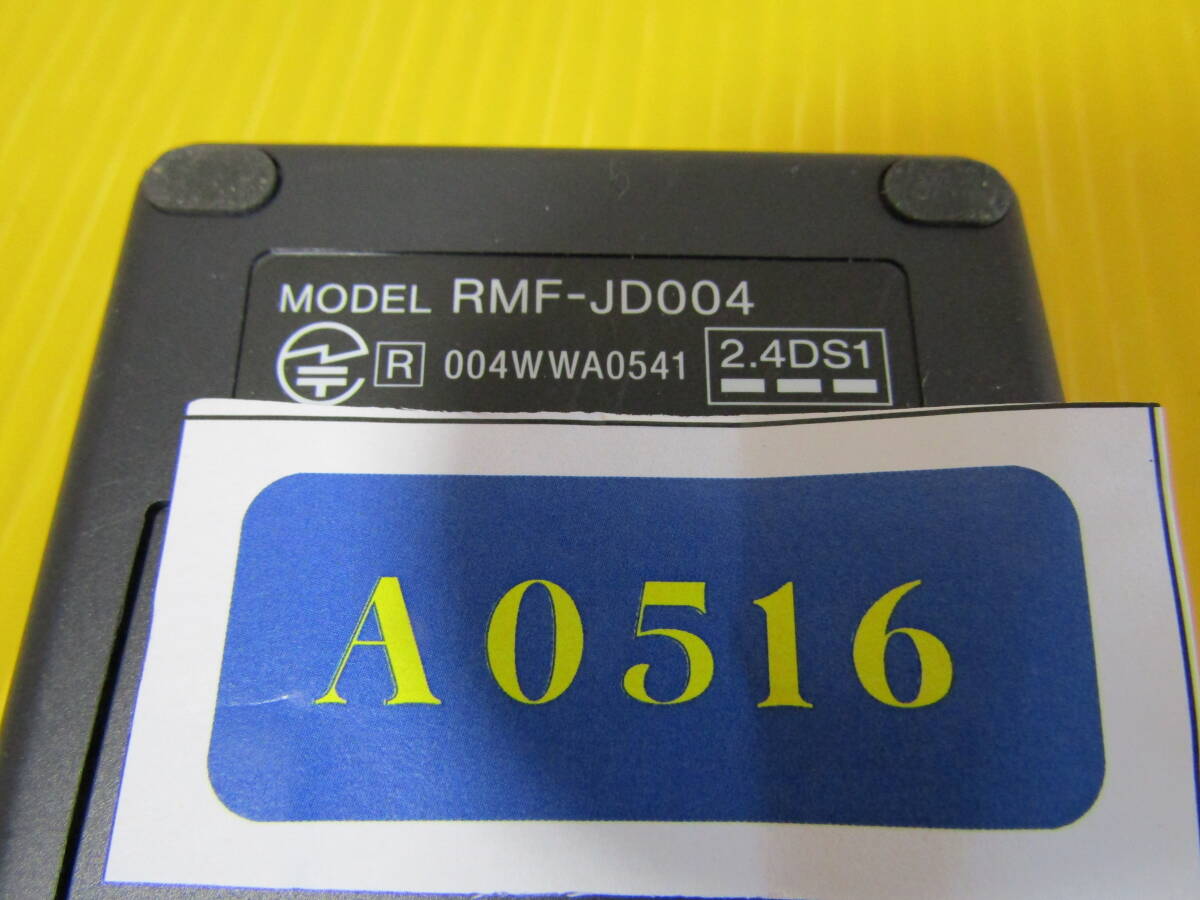 MODEL RMF-JD004
R 004WWA0541 2.4DS1
A0516